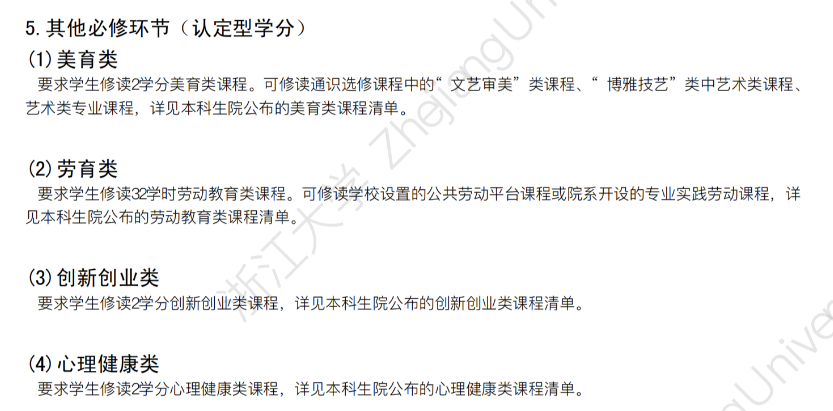 5.其他必修环节（认定型学分）
(1)美育类
要求学生修读2学分美育类课程。可修读通识选修课程中的“文艺审美”类课程、“博雅技艺”类中艺术类课程、
艺术类专业课程，详见本科生院公布的美育类课程清单。
(2)劳育类
要求学生修读32学时劳动教育类课程。可修读学校设置的公共劳动平台课程或院系开设的专业实践劳动课程，详
见本科生院公布的劳动教育类课程清单。
(3)创新创业类
要求学生修读2学分创新创业类课程，详见本科生院公布的创新创业类课程清单。
(4)心理健康类
要求学生修读2学分心理健康类课程，详见本科生院公布的心理健康类课程清单。
浙江大学 ZhejiangUni
gUniver